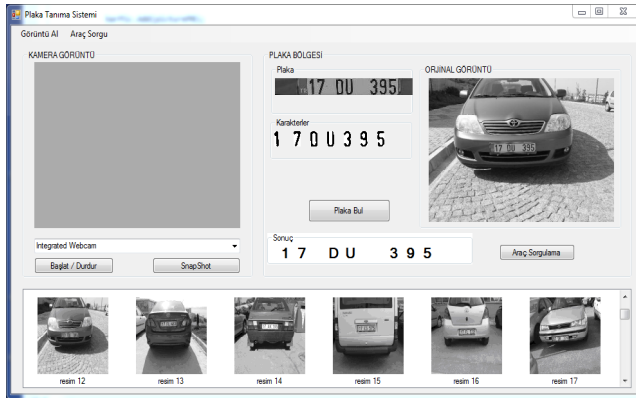 Plaka Tanıma Sistemi
Görüntü Al Araç Sorgu
KAMERA GÖRÜNTÜ
Integrated Webcam
Başlat / Durdur SnapShot
PLAKA BÖLGESİ
Plaka
17 DU 395
Karakterler
1 7 D U 3 9 5
Plaka Bul
Sonuç
1 7 D U 3 9 5
ORJİNAL GÖRÜNTÜ
17 DU 395
Araç Sorgulama
resim 12 resim 13 resim 14 resim 15 resim 16 resim 17